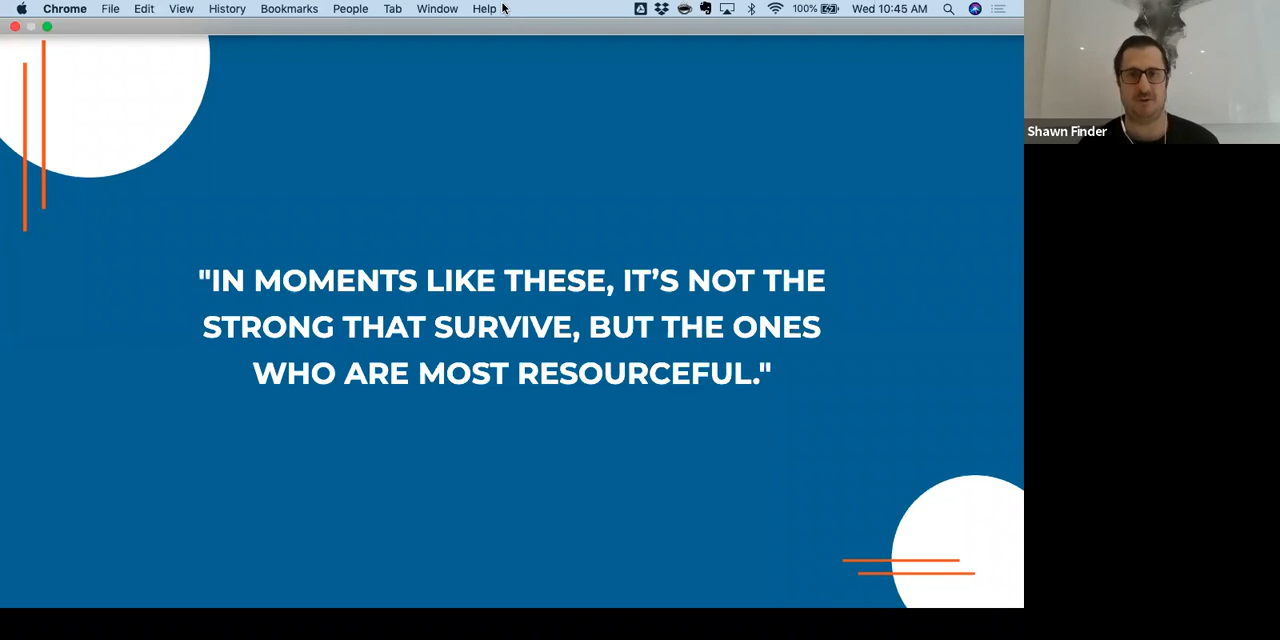 Chrome File Edit View History Bookmarks People Tab Window Help 100% Wed 10:45 AM
Shawn Finder
"IN MOMENTS LIKE THESE, IT’S NOT THE
STRONG THAT SURVIVE, BUT THE ONES
WHO ARE MOST RESOURCEFUL."